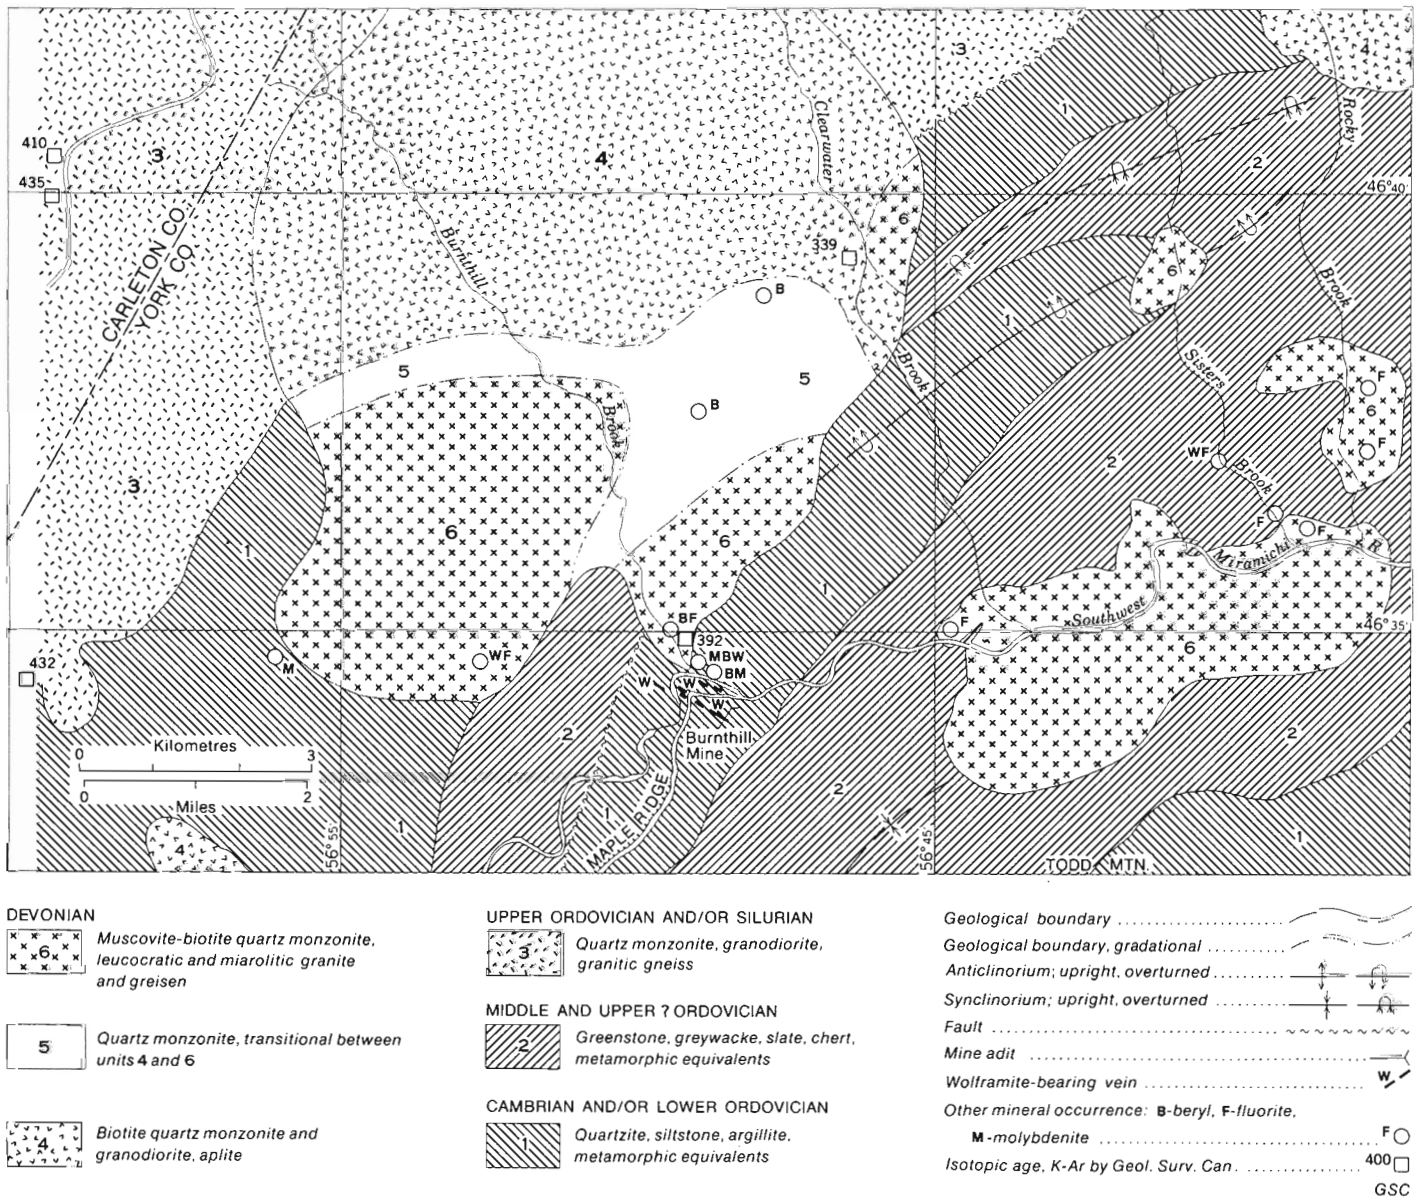 3
4
1
Rocky
Clearwater
410
3
4
2
435
46°40'
6
CARLETON CO
YORK CO
Burnthill
339
6
Brook
B
1
5
5
Brook
Sisters
F
6
B
Brook
F
3
2
WF
Brook
6
6
F
F
1
Miramichi
R
1
Southwest
BF
F
46°35'
392
6
432
M
WF
MBW
BM
W
W
W
2
Burnthill
Mine
2
0
Kilometres
3
0
Miles
2
2
1
1
MAPLE RIDGE
4
56°55'
56°45'
1
TODD MTN.
DEVONIAN
6
Muscovite-biotite quartz monzonite,
leucocratic and miarolitic granite
and greisen
5
Quartz monzonite, transitional between
units 4 and 6
4
Biotite quartz monzonite and
granodiorite, aplite
UPPER ORDOVICIAN AND/OR SILURIAN
3
Quartz monzonite, granodiorite,
granitic gneiss
MIDDLE AND UPPER ? ORDOVICIAN
2
Greenstone, greywacke, slate, chert,
metamorphic equivalents
CAMBRIAN AND/OR LOWER ORDOVICIAN
1
Quartzite, siltstone, argillite,
metamorphic equivalents
Geological boundary
Geological boundary, gradational
Anticlinorium; upright, overturned
Synclinorium; upright, overturned
Fault
Mine adit
Wolframite-bearing vein W
Other mineral occurrence: B-beryl, F-fluorite,
M-molybdenite F
Isotopic age, K-Ar by Geol. Surv. Can. 400
GSC